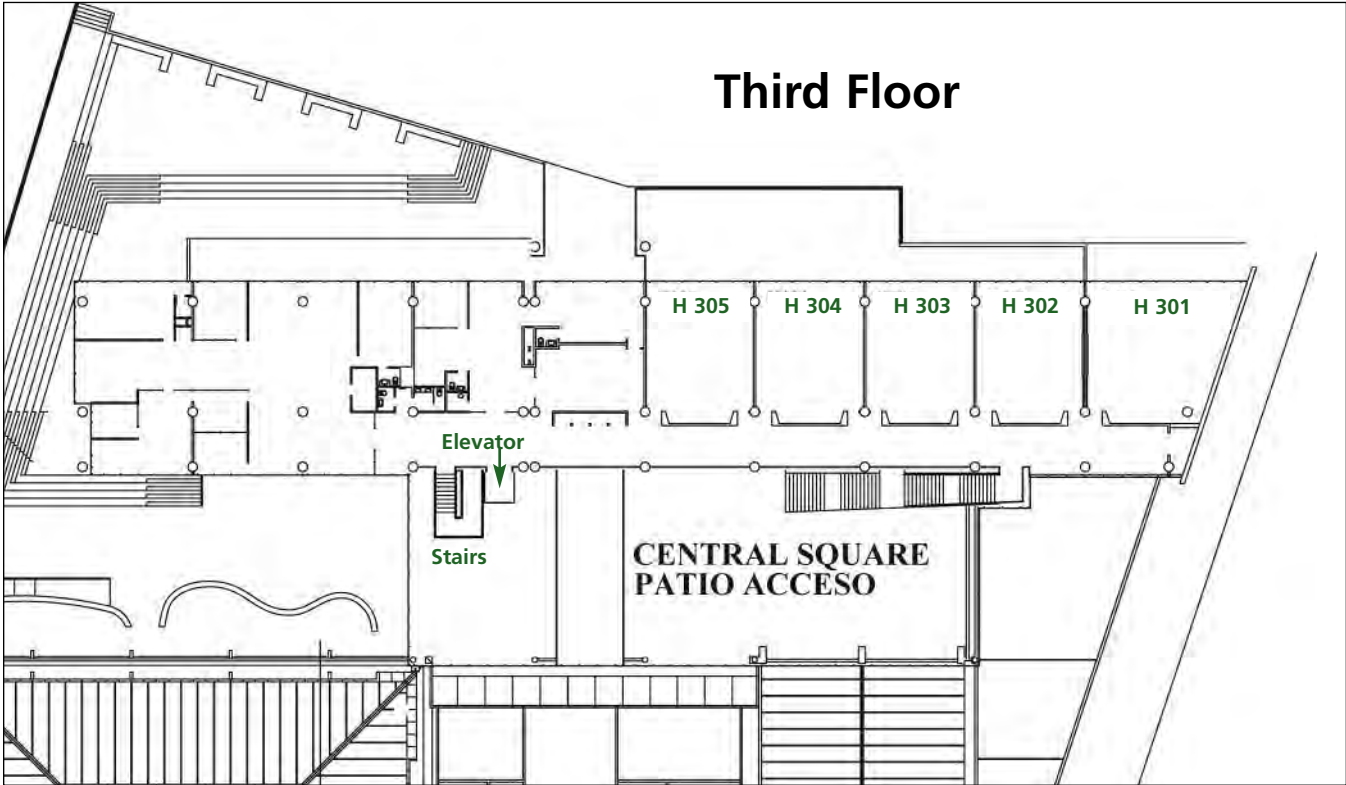 Third Floor
H 305
H 304
H 303
H 302
H 301
Elevator
Stairs
CENTRAL SQUARE
PATIO ACCESO